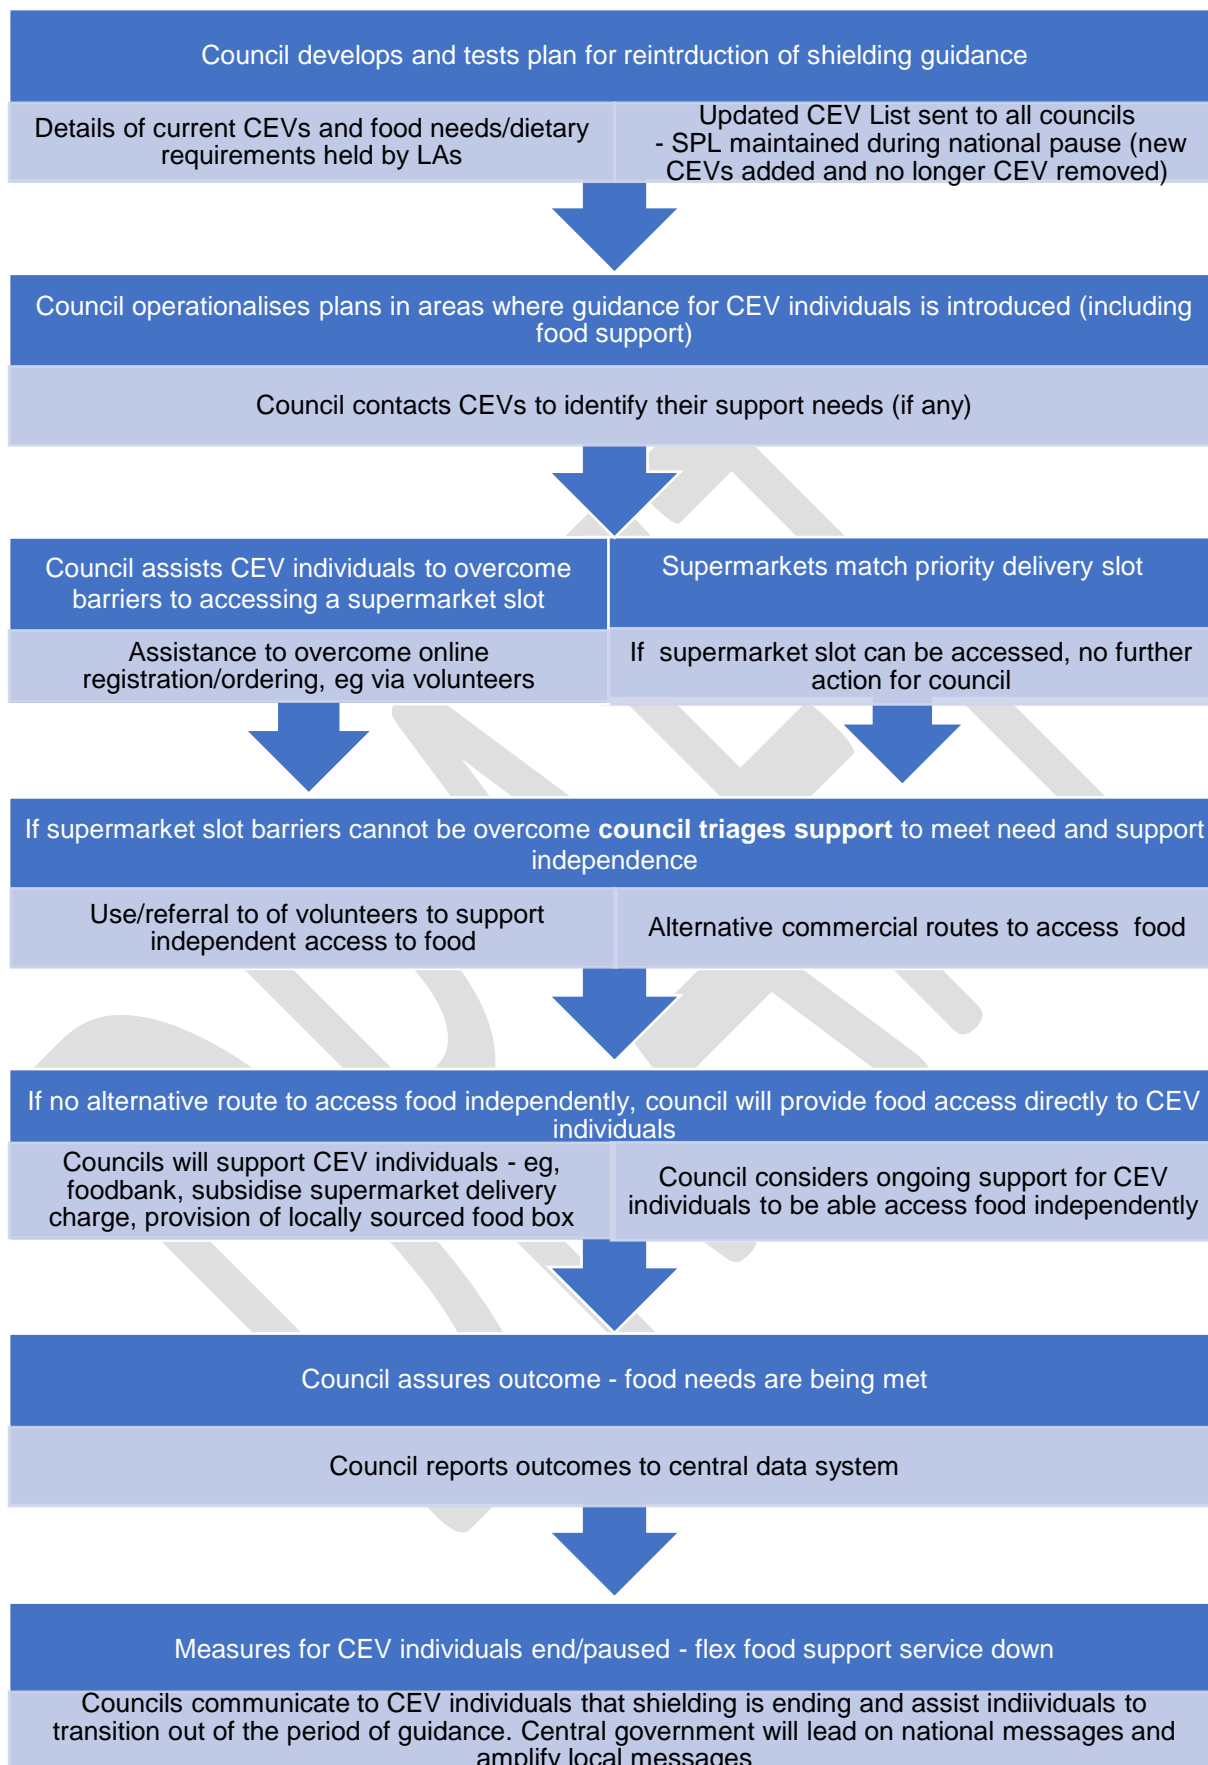 Council develops and tests plan for reintrduction of shielding guidance
Details of current CEVs and food needs/dietary
requirements held by LAs
Updated CEV List sent to all councils
- SPL maintained during national pause (new
CEVs added and no longer CEV removed)
Council operationalises plans in areas where guidance for CEV individuals is introduced (including
food support)
Council contacts CEVs to identify their support needs (if any)
Council assists CEV individuals to overcome
barriers to accessing a supermarket slot
Assistance to overcome online
registration/ordering, eg via volunteers
Supermarkets match priority delivery slot
If supermarket slot can be accessed, no further
action for council
If supermarket slot barriers cannot be overcome council triages support to meet need and support
independence
Use/referral to of volunteers to support
independent access to food
Alternative commercial routes to access food
If no alternative route to access food independently, council will provide food access directly to CEV
individuals
Councils will support CEV individuals - eg,
foodbank, subsidise supermarket delivery
charge, provision of locally sourced food box
Council considers ongoing support for CEV
individuals to be able access food independently
Council assures outcome - food needs are being met
Council reports outcomes to central data system
Measures for CEV individuals end/paused - flex food support service down
Councils communicate to CEV individuals that shielding is ending and assist indiividuals to
transition out of the period of guidance. Central government will lead on national messages and
amplify local messages
DRAFT